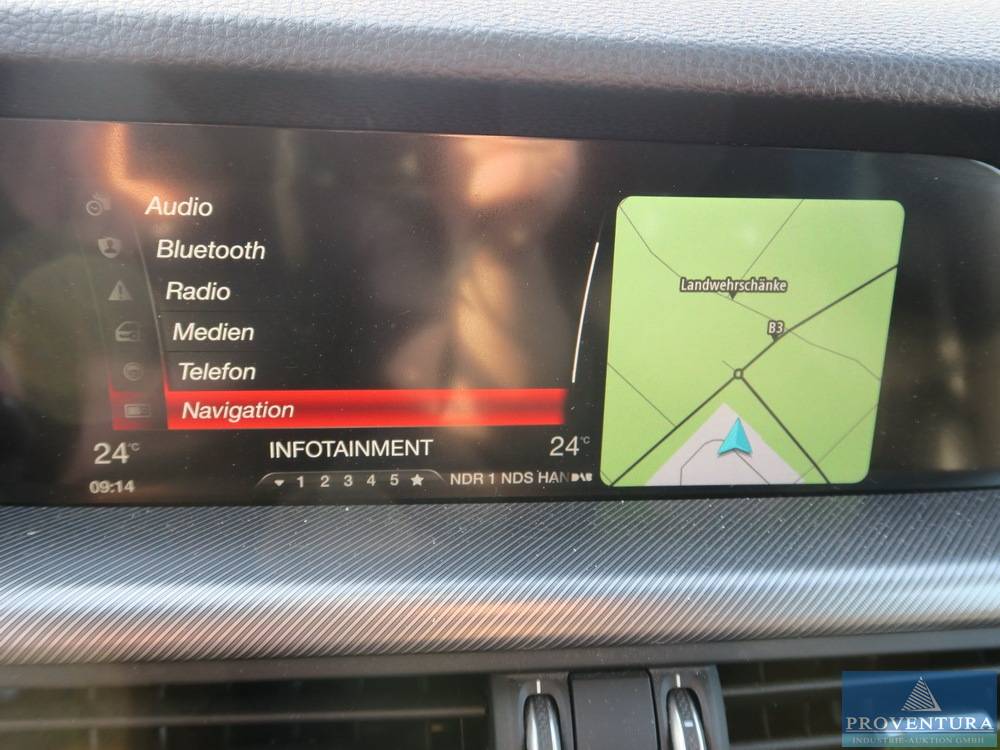 Audio
Bluetooth
Radio
Medien
Telefon
Navigation
24°C
INFOTAINMENT
24°C
09:14
1 2 3 4 5
NDR 1 NDS HAN
DAB
Landwehrschänke
B3
PROVENTURA
INDUSTRIE-AUKTION GMBH